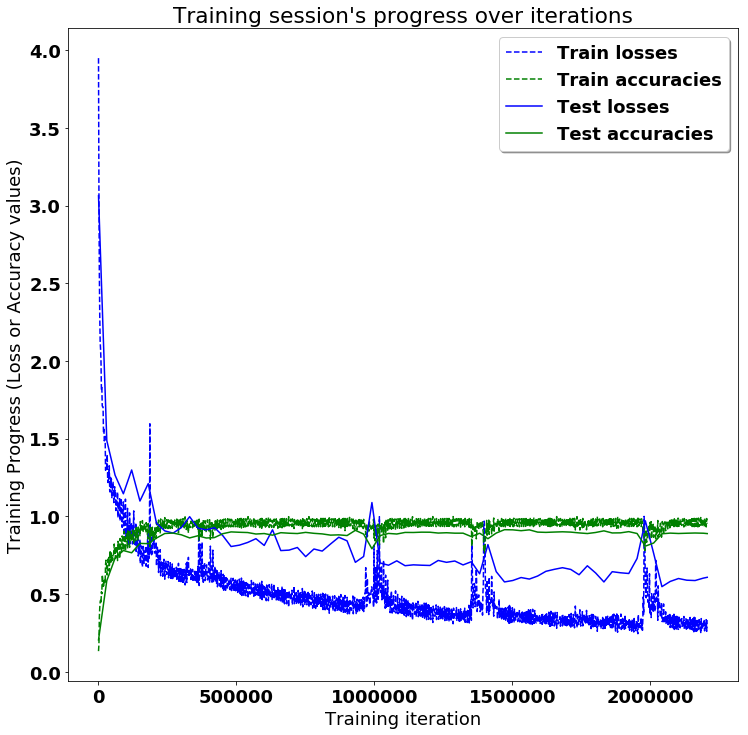 Training session's progress over iterations
Train losses
Train accuracies
Test losses
Test accuracies
Training Progress (Loss or Accuracy values)
4.0
3.5
3.0
2.5
2.0
1.5
1.0
0.5
0.0
0 500000 1000000 1500000 2000000
Training iteration